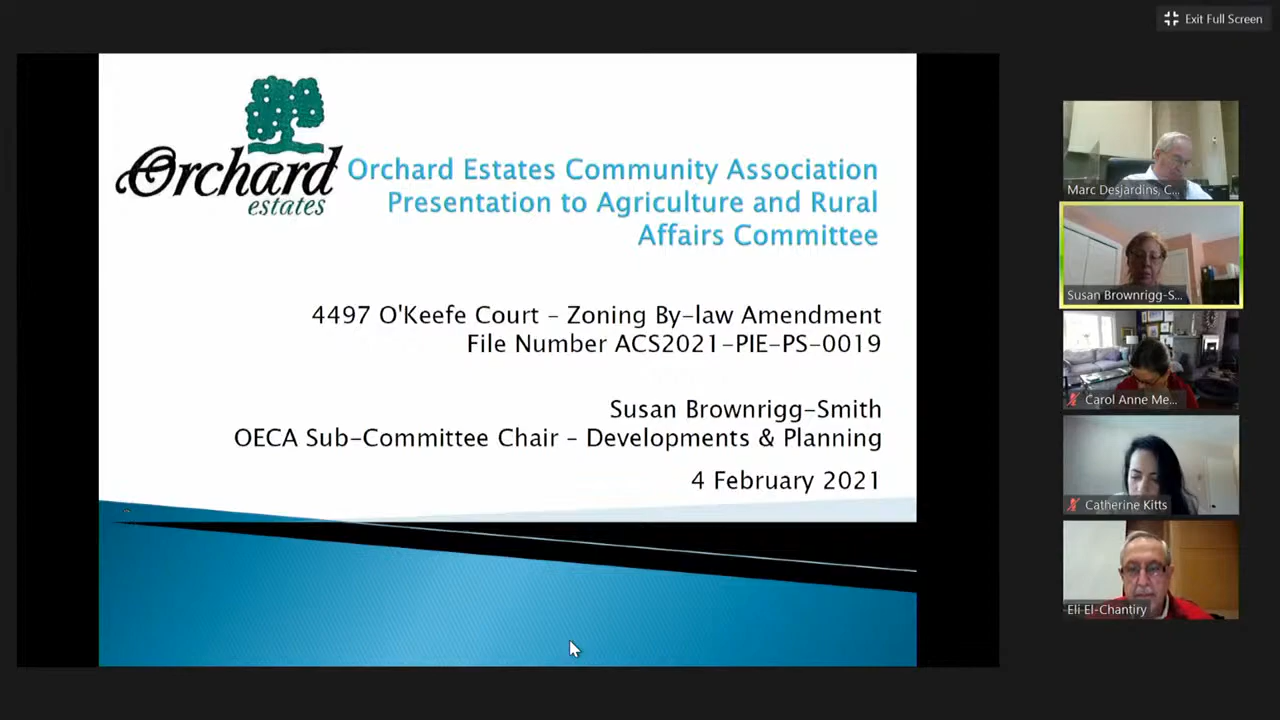 Exit Full Screen
Orchard
estates
Orchard Estates Community Association
Presentation to Agriculture and Rural
Affairs Committee
4497 O'Keefe Court – Zoning By-law Amendment
File Number ACS2021-PIE-PS-0019
Susan Brownrigg-Smith
OECA Sub-Committee Chair – Developments & Planning
4 February 2021
Marc Desjardins, C...
Susan Brownrigg-S...
Carol Anne Me...
Catherine Kitts
Eli El-Chantiry